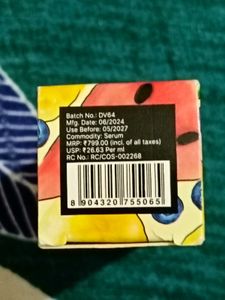 Batch No.: DV64
Mfg. Date: 06/2024
Use Before: 05/2027
Commodity: Serum
MRP: ₹799.00 (incl. of all taxes)
USP: ₹26.63 Per ml
RC No.: RC/COS-002268
8 904320 755065